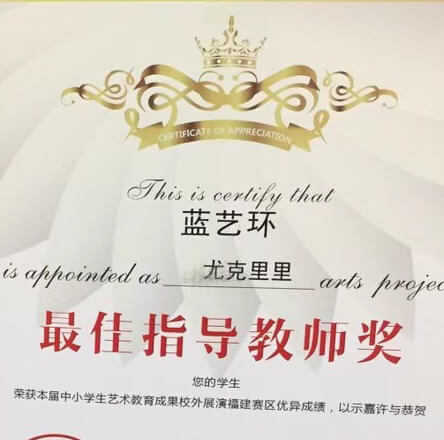 CERTIFICATE OF APPRECIATION
This is certify that
蓝艺环
is appointed as 尤克里里 arts projec
最佳指导教师奖
您的学生
荣获本届中小学生艺术教育成果校外展演福建赛区优异成绩，以示嘉许与恭贺